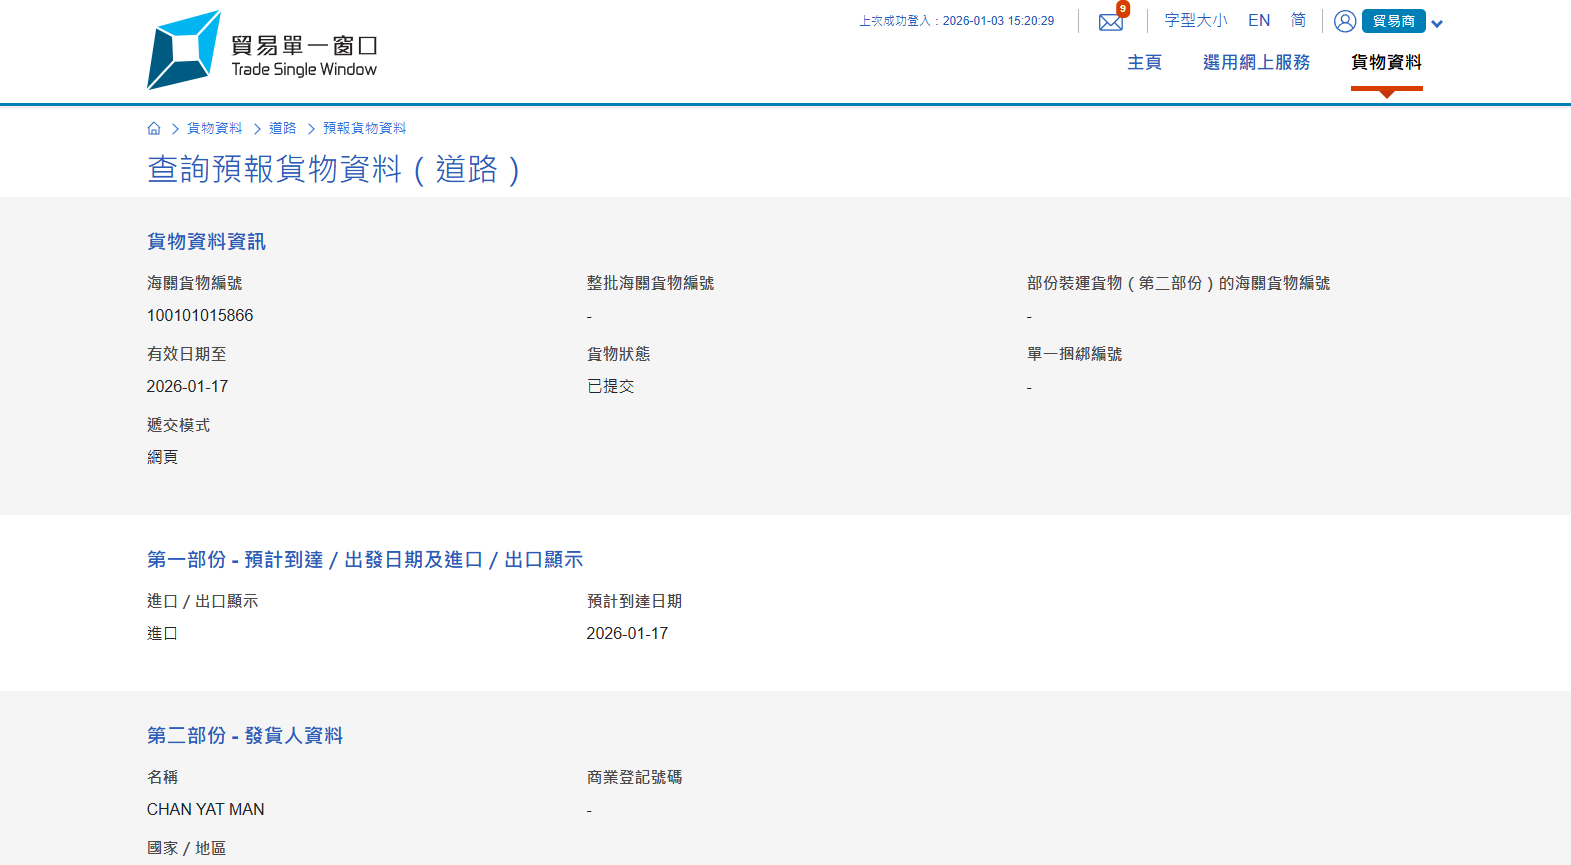 貿易單一窗口
Trade Single Window
上次成功登入：2026-01-03 15:20:29
9
字型大小 EN 简
貿易商
主頁 選用網上服務 貨物資料
貨物資料 道路 預報貨物資料
查詢預報貨物資料（道路）
貨物資料資訊
海關貨物編號 整批海關貨物編號 部份裝運貨物（第二部份）的海關貨物編號
100101015866 - -
有效日期至 貨物狀態 單一捆綁編號
2026-01-17 已提交 -
遞交模式
網頁
第一部份 - 預計到達 / 出發日期及進口 / 出口顯示
進口 / 出口顯示 預計到達日期
進口 2026-01-17
第二部份 - 發貨人資料
名稱 商業登記號碼
CHAN YAT MAN -
國家 / 地區